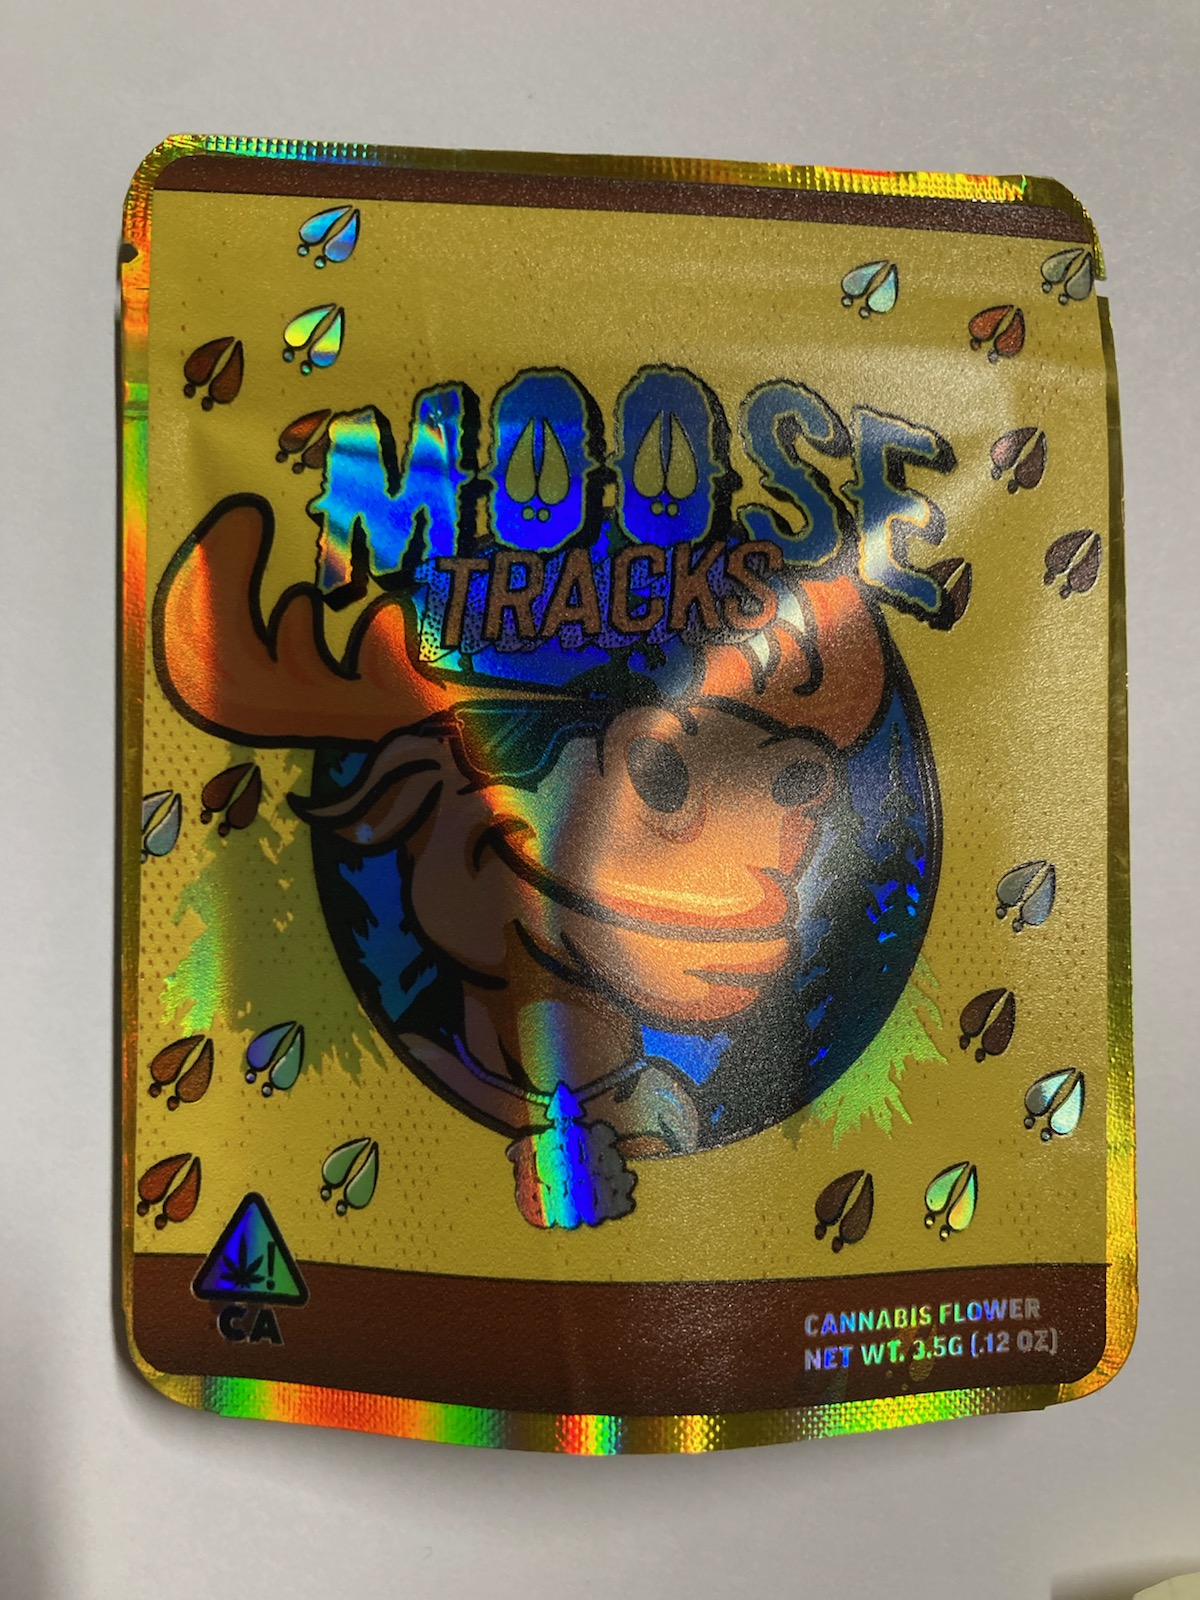 MOOSE
TRACKS
!
CA
CANNABIS FLOWER
NET WT. 3.5G (.12 OZ)